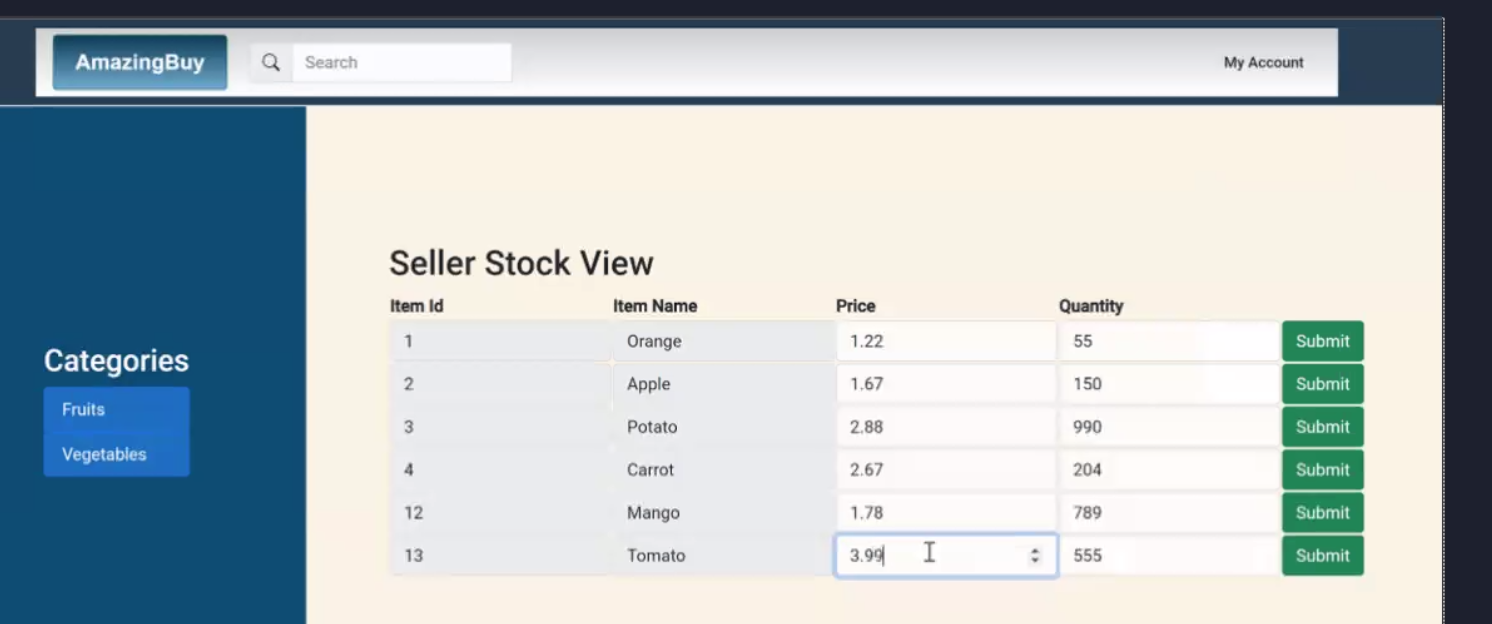 AmazingBuy Search My Account
Seller Stock View
Item Id Item Name Price Quantity
1 Orange 1.22 55 Submit
Categories
2 Apple 1.67 150 Submit
Fruits
3 Potato 2.88 990 Submit
Vegetables
4 Carrot 2.67 204 Submit
12 Mango 1.78 789 Submit
13 Tomato 3.99 555 Submit